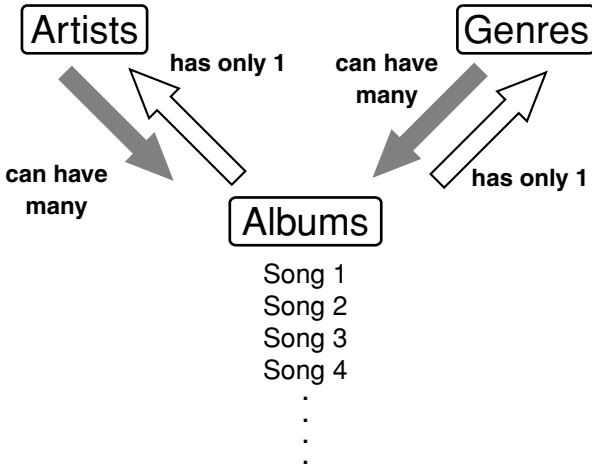 Artists
Genres
has only 1
can have
many
can have
many
has only 1
Albums
Song 1
Song 2
Song 3
Song 4
.
.
.
.